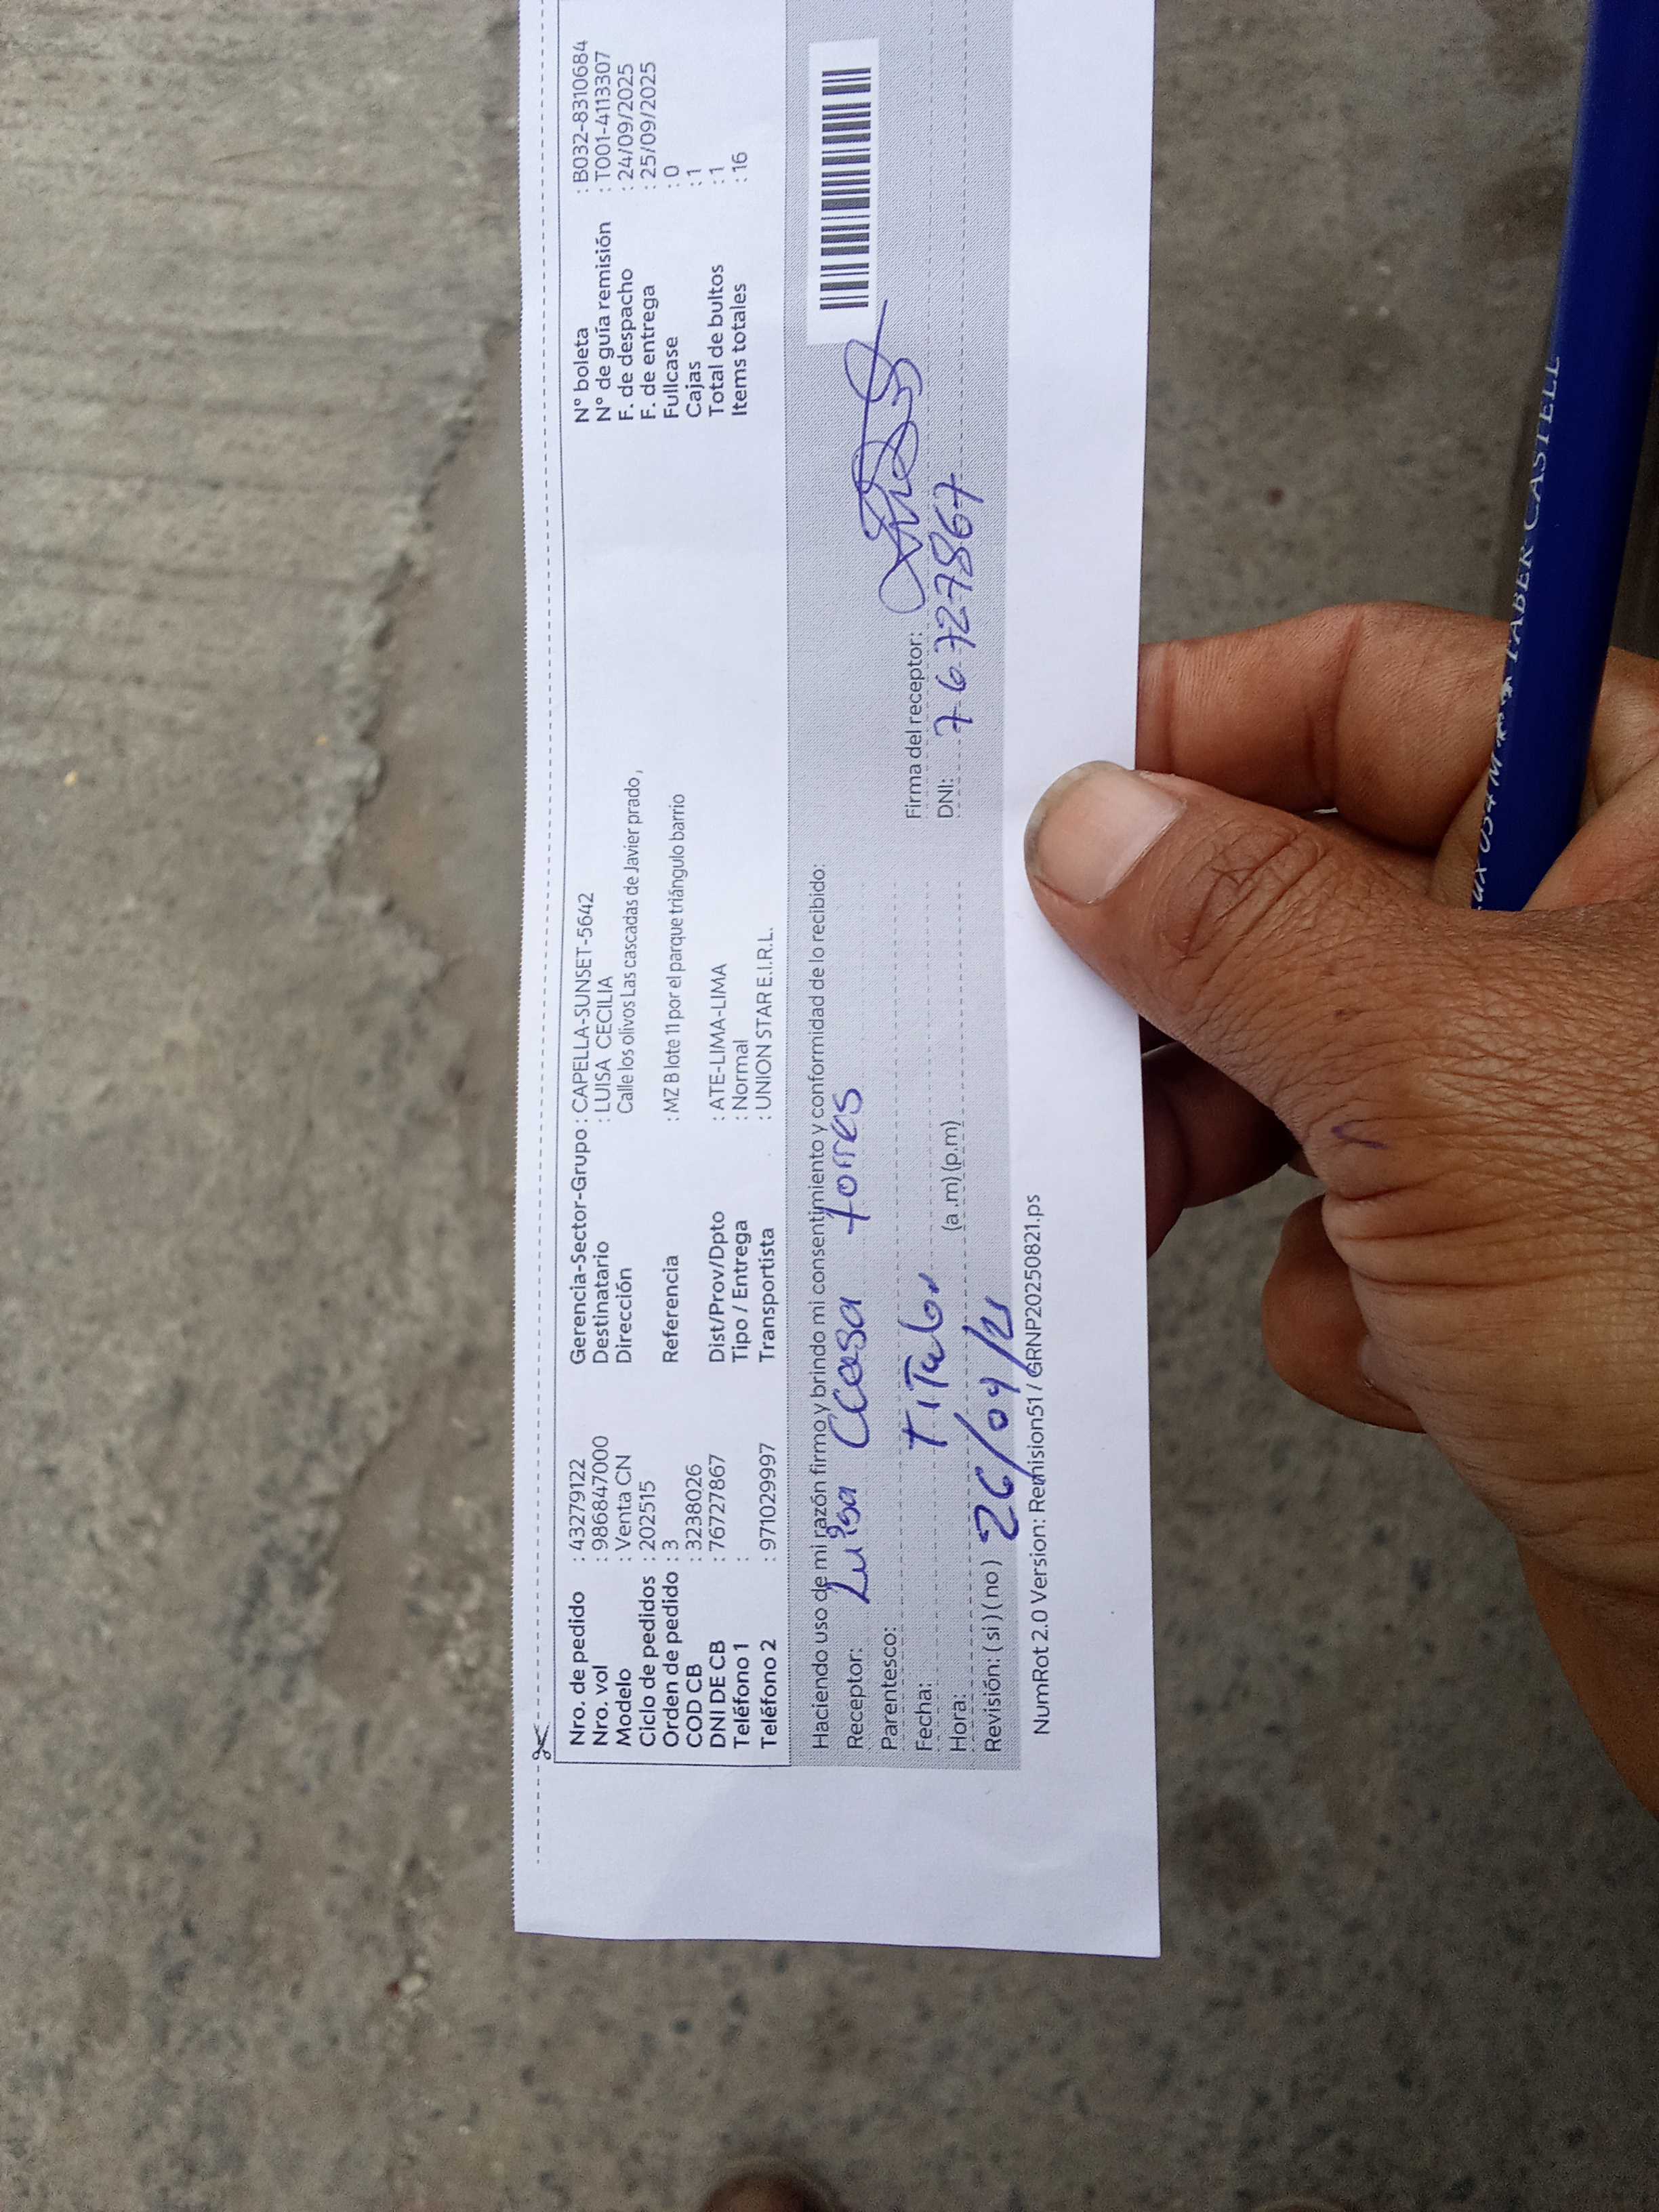 Nro. de pedido : 43279122 Gerencia-Sector-Grupo : CAPELLA-SUNSET-5642 N° boleta : B032-8310684
Nro. vol : 986847000 Destinatario : LUISA CECILIA N° de guía remisión : T001-4113307
Modelo : Venta CN Dirección Calle los olivos Las cascadas de Javier prado , F. de despacho : 24/09/2025
Ciclo de pedidos : 202515 F. de entrega : 25/09/2025
Orden de pedido : 3 Referencia : MZ B lote 11 por el parque triángulo barrio Fullcase : 0
COD CB : 3238026 Cajas : 1
DNI DE CB : 76727867 Dist/Prov/Dpto : ATE-LIMA-LIMA Total de bultos : 1
Teléfono 1 : Tipo / Entrega : Normal Items totales : 16
Teléfono 2 : 971029997 Transportista : UNION STAR E.I.R.L.
Haciendo uso de mi razón firmo y brindo mi consentimiento y conformidad de lo recibido:
Receptor: Luisa Ccasa Torres
Parentesco: Titular
Fecha: 26/09/25 Firma del receptor:
Hora: (a .m) (p.m) DNI: 76727867
Revisión: ( si ) ( no )
NumRot 2.0 Version: Remision51 / GRNP20250821.ps
FABER CASTELL